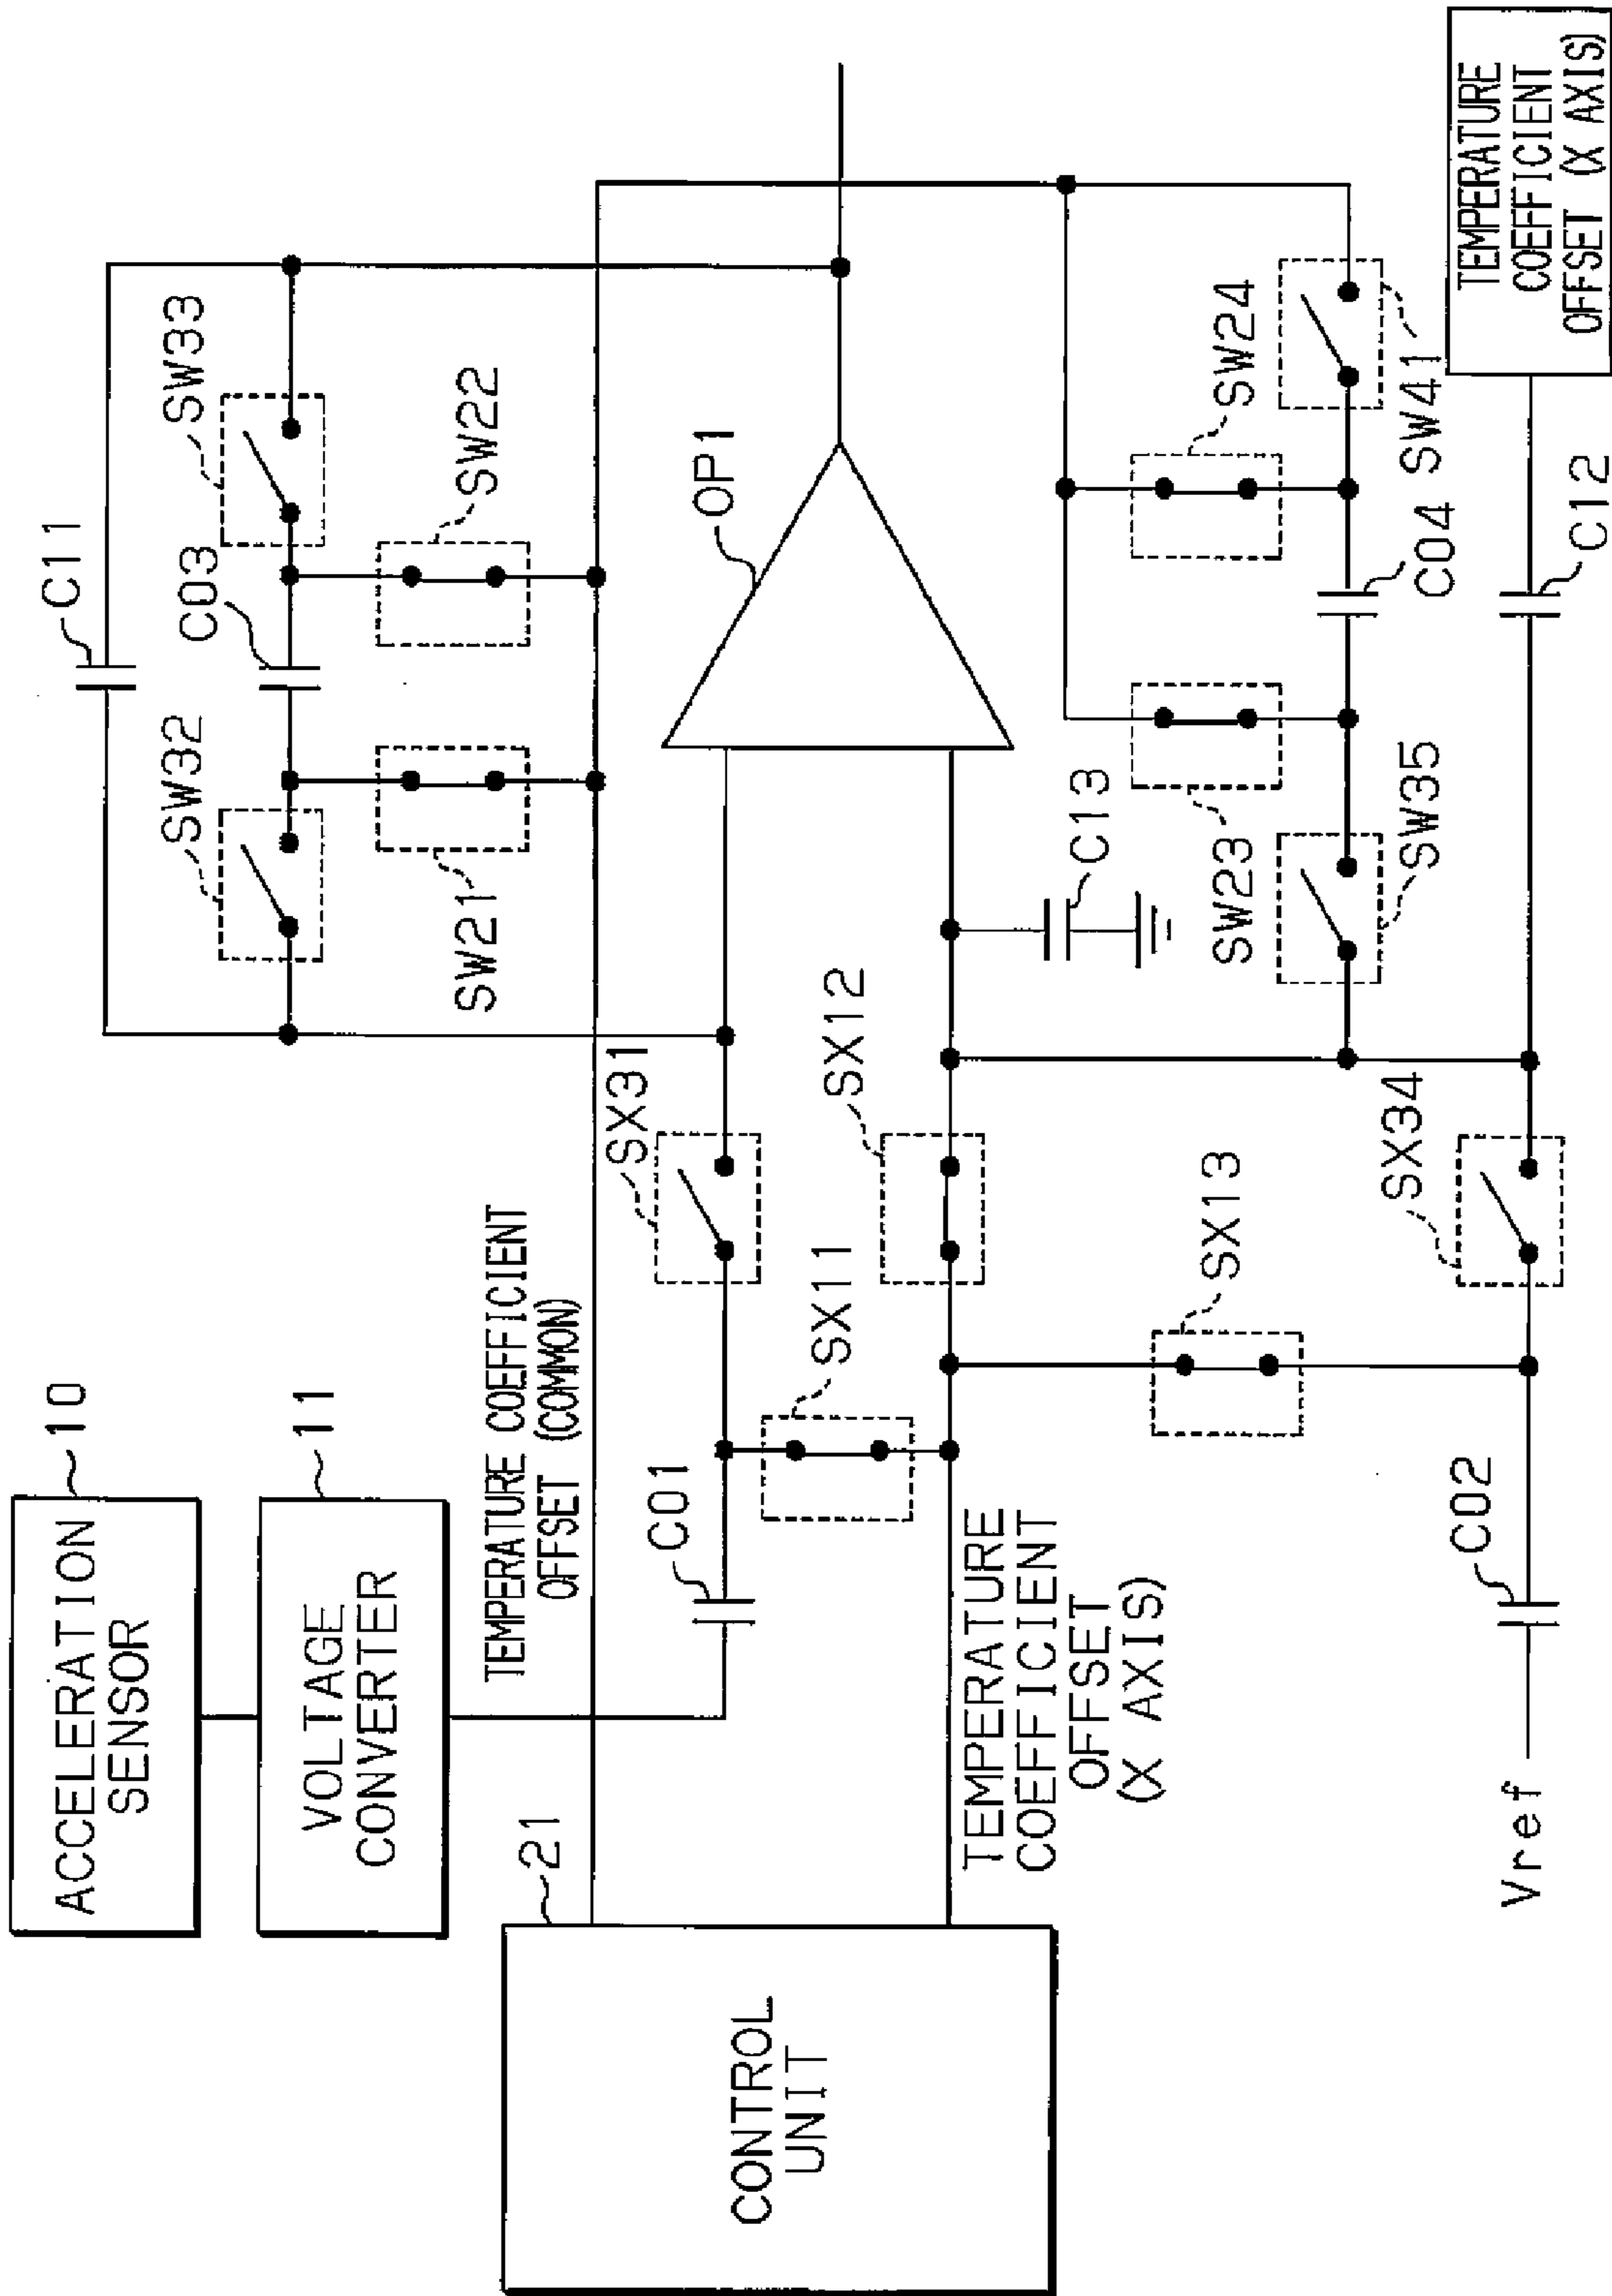 ACCELERATION
SENSOR
10
VOLTAGE
CONVERTER
11
CONTROL
UNIT
21
TEMPERATURE COEFFICIENT
OFFSET (COMMON)
TEMPERATURE
COEFFICIENT
OFFSET
(X AXIS)
Vref
C01
C02
SX11
SX13
SX31
SX12
SX34
C11
SW32
C03
SW33
SW21
SW22
OP1
C13
SW23
SW35
SW24
C04
SW41
C12
TEMPERATURE
COEFFICIENT
OFFSET (X AXIS)